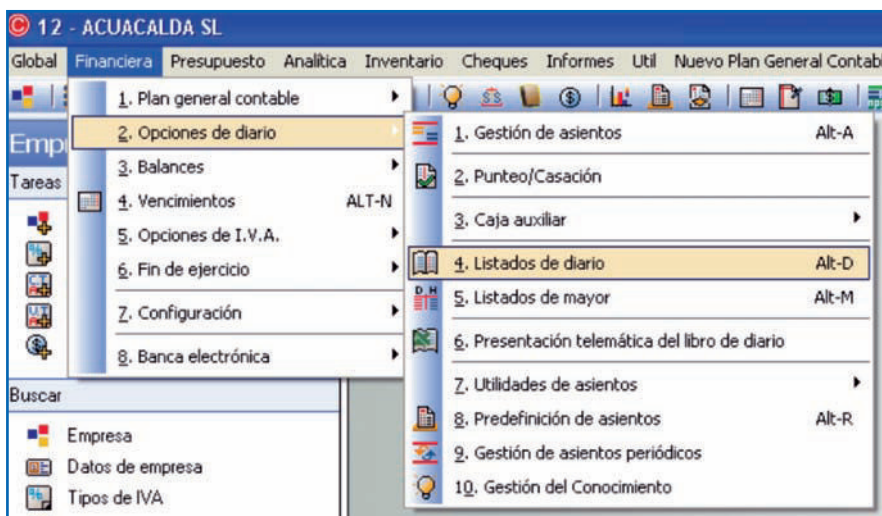 12 - ACUACALDA SL
Global Financiera Presupuesto Analítica Inventario Cheques Informes Util Nuevo Plan General Contab
1. Plan general contable
2. Opciones de diario
3. Balances
4. Vencimientos ALT-N
5. Opciones de I.V.A.
6. Fin de ejercicio
7. Configuración
8. Banca electrónica
1. Gestión de asientos Alt-A
2. Punteo/Casación
3. Caja auxiliar
4. Listados de diario Alt-D
5. Listados de mayor Alt-M
6. Presentación telemática del libro de diario
7. Utilidades de asientos
8. Predefinición de asientos Alt-R
9. Gestión de asientos periódicos
10. Gestión del Conocimiento
Emp
Tareas
Buscar
Empresa
Datos de empresa
Tipos de IVA